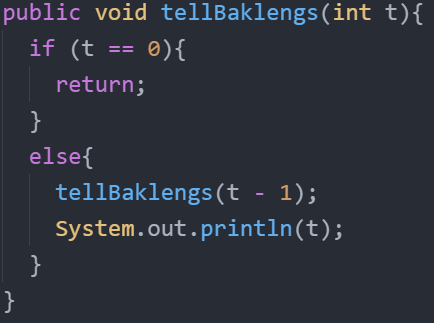 public void tellBaklengs(int t){
  if (t == 0){
    return;
  }
  else{
    tellBaklengs(t - 1);
    System.out.println(t);
  }
}